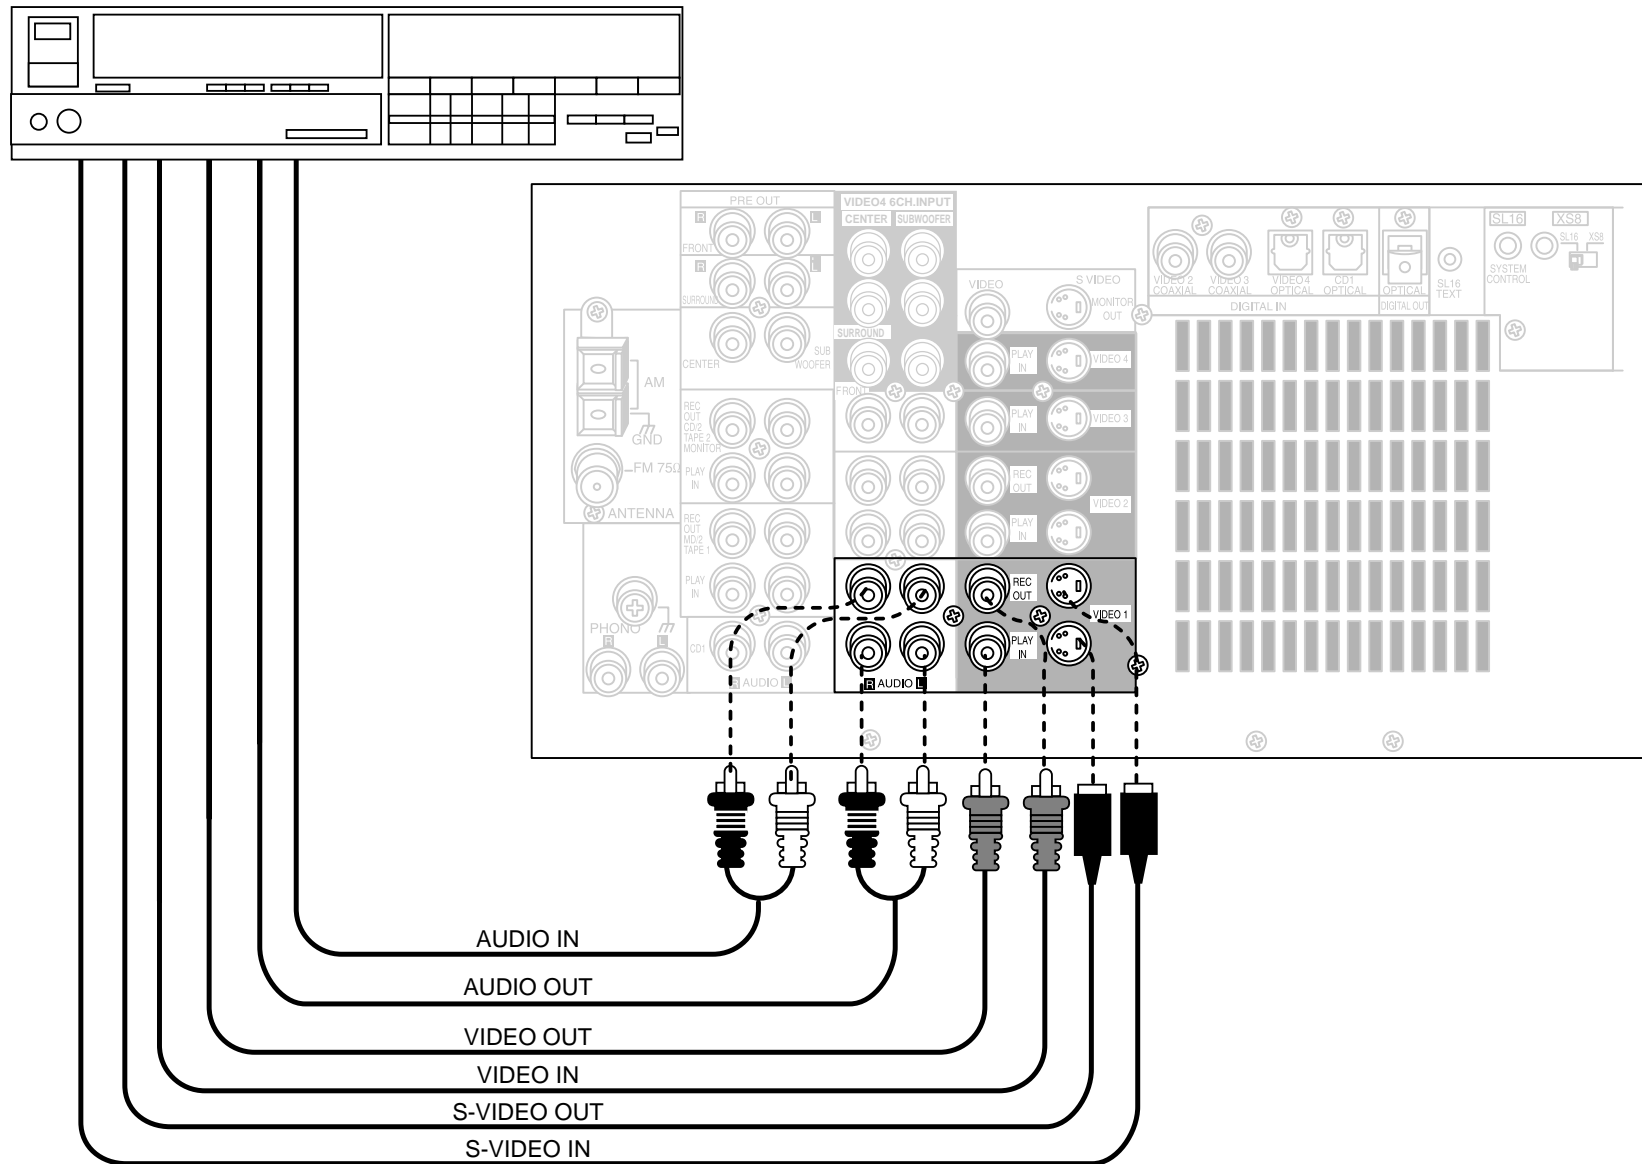 PRE OUT
R
L
FRONT
R
L
SURROUND
CENTER
SUB
WOOFER
VIDEO4 6CH.INPUT
CENTER
SUBWOOFER
SURROUND
FRONT
VIDEO
S VIDEO
MONITOR
OUT
PLAY
IN
VIDEO 4
PLAY
IN
VIDEO 3
REC
OUT
VIDEO 2
PLAY
IN
REC
OUT
VIDEO 1
PLAY
IN
R AUDIO L
AM
GND
FM 75Ω
ANTENNA
REC
OUT
CD/2
TAPE 2
MONITOR
PLAY
IN
REC
OUT
MD/2
TAPE 1
PLAY
IN
PHONO
R
L
CD1
R AUDIO L
VIDEO 2
COAXIAL
VIDEO 3
COAXIAL
VIDEO 4
OPTICAL
CD1
OPTICAL
OPTICAL
DIGITAL IN
DIGITAL OUT
SL16
TEXT
SL16
XS8
SYSTEM
CONTROL
SL16
XS8
AUDIO IN
AUDIO OUT
VIDEO OUT
VIDEO IN
S-VIDEO OUT
S-VIDEO IN